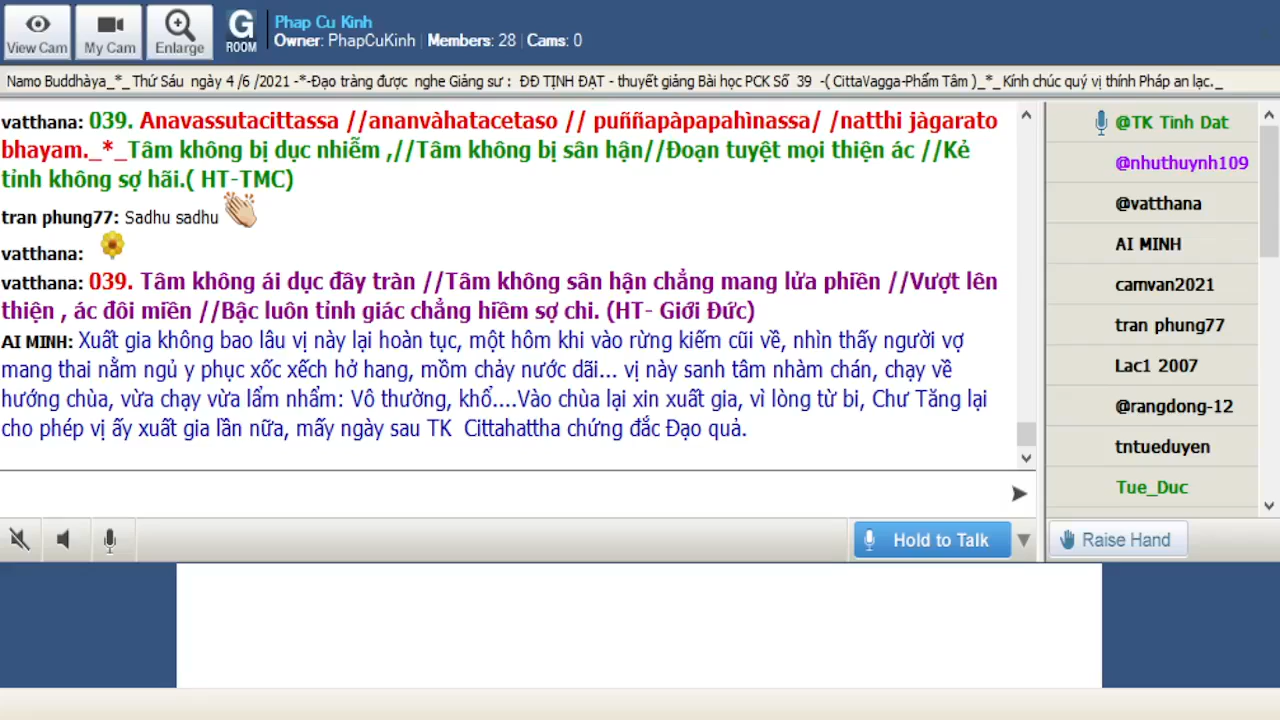 View Cam
My Cam
Enlarge
G
ROOM
Phap Cu Kinh
Owner: PhapCuKinh | Members: 28 | Cams: 0
Namo Buddhàya_*_Thứ Sáu ngày 4 /6 /2021 -*-Đạo tràng được nghe Giảng sư : ĐĐ TỊNH ĐẠT - thuyết giảng Bài học PCK Số 39 -( CittaVagga-Phẩm Tâm )_*_Kính chúc quý vị thính Pháp an lạc._
vatthana: 039. Anavassutacittassa //ananvàhatacetaso // puññapàpapahìnassa/ /natthi jàgarato
bhayam._*_Tâm không bị dục nhiễm ,//Tâm không bị sân hận//Đoạn tuyệt mọi thiện ác //Kẻ
tỉnh không sợ hãi.( HT-TMC)
tran phung77: Sadhu sadhu
vatthana:
vatthana: 039. Tâm không ái dục đầy tràn //Tâm không sân hận chẳng mang lửa phiền //Vượt lên
thiện , ác đôi miền //Bậc luôn tỉnh giác chẳng hiềm sợ chi. (HT- Giới Đức)
AI MINH: Xuất gia không bao lâu vị này lại hoàn tục, một hôm khi vào rừng kiếm cũi về, nhìn thấy người vợ
mang thai nằm ngủ y phục xốc xếch hở hang, mồm chảy nước dãi... vị này sanh tâm nhàm chán, chạy về
hướng chùa, vừa chạy vừa lẩm nhẩm: Vô thường, khổ....Vào chùa lại xin xuất gia, vì lòng từ bi, Chư Tăng lại
cho phép vị ấy xuất gia lần nữa, mấy ngày sau TK Cittahattha chứng đắc Đạo quả.
@TK Tinh Dat
@nhuthuynh109
@vatthana
AI MINH
camvan2021
tran phung77
Lac1 2007
@rangdong-12
tntueduyen
Tue_Duc
Hold to Talk
Raise Hand